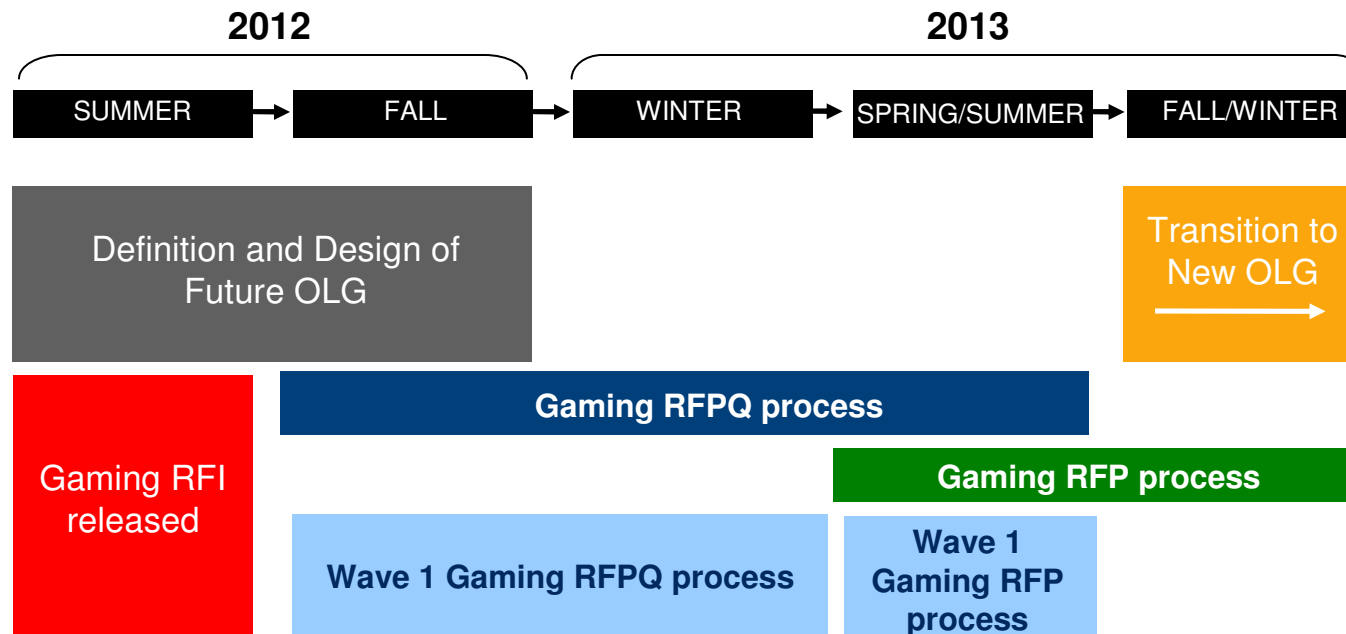 2012
2013
SUMMER
FALL
WINTER
SPRING/SUMMER
FALL/WINTER
Definition and Design of
Future OLG
Transition to
New OLG
Gaming RFPQ process
Gaming RFI
released
Gaming RFP process
Wave 1 Gaming RFPQ process
Wave 1
Gaming RFP
process